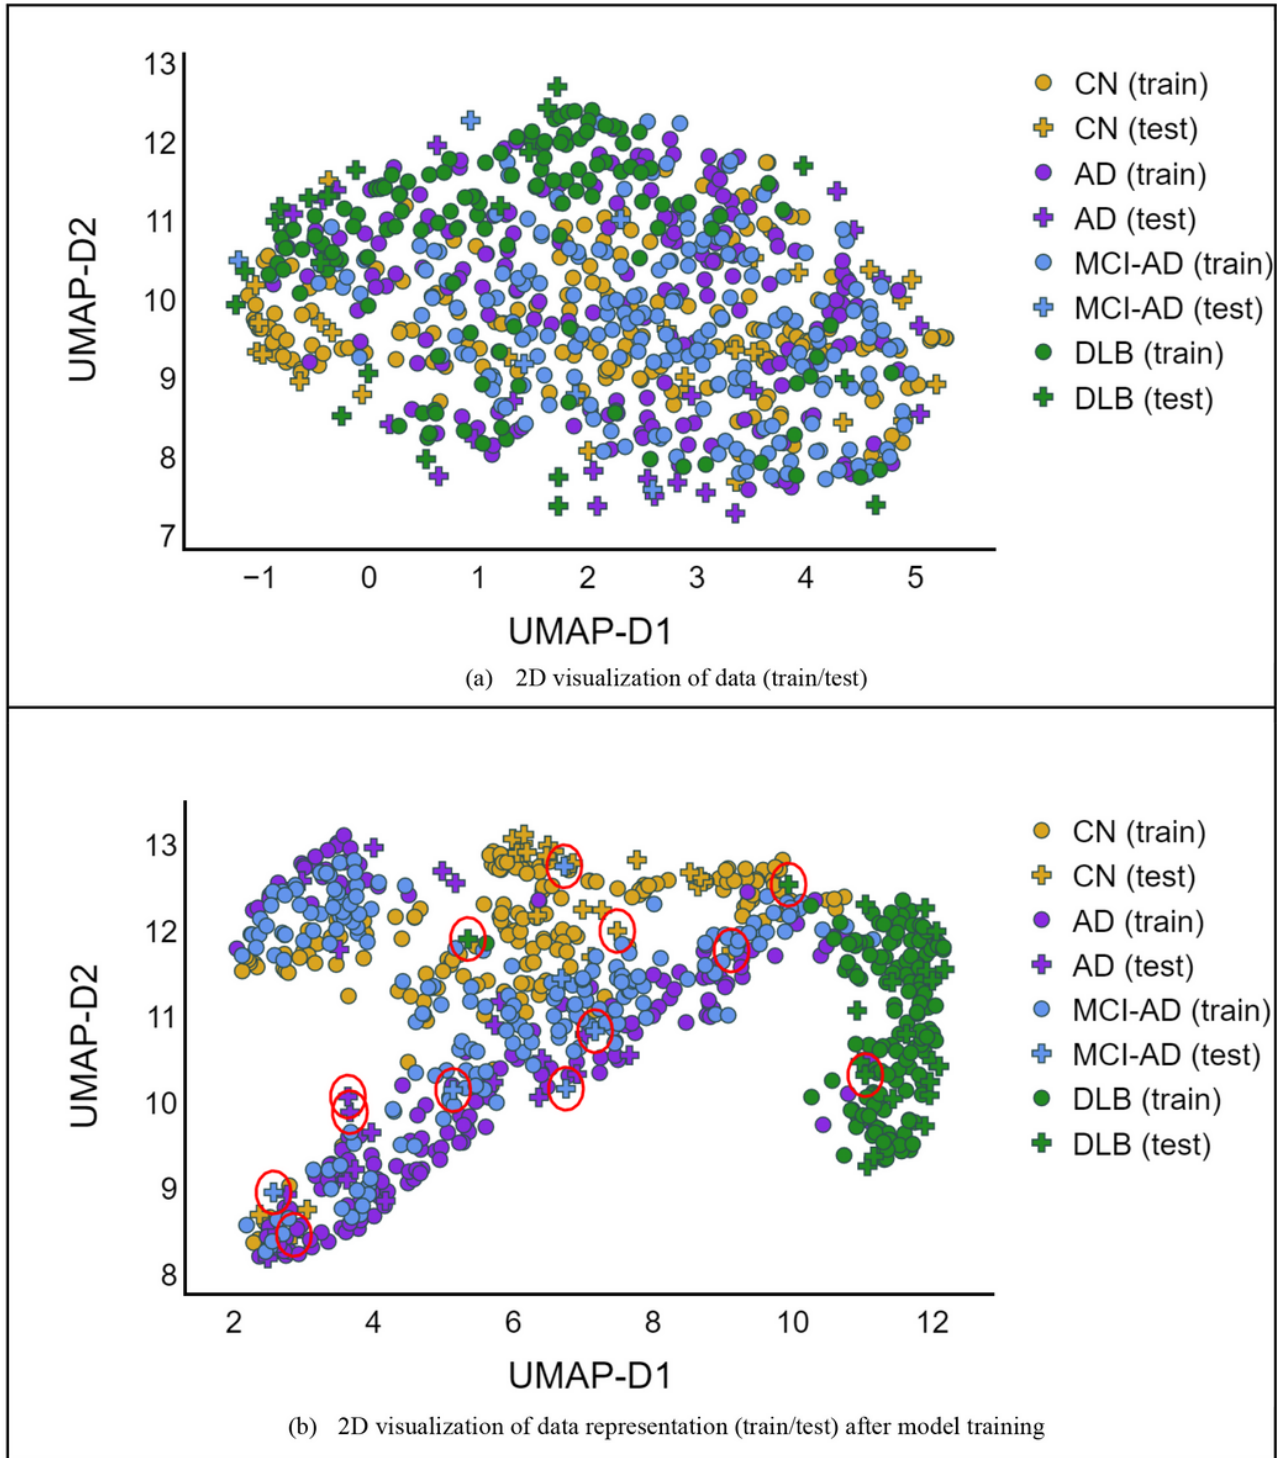 13
12
11
10
9
8
7
UMAP-D2
−1 0 1 2 3 4 5
UMAP-D1
CN (train)
CN (test)
AD (train)
AD (test)
MCI-AD (train)
MCI-AD (test)
DLB (train)
DLB (test)
(a) 2D visualization of data (train/test)
13
12
11
10
9
8
UMAP-D2
2 4 6 8 10 12
UMAP-D1
CN (train)
CN (test)
AD (train)
AD (test)
MCI-AD (train)
MCI-AD (test)
DLB (train)
DLB (test)
(b) 2D visualization of data representation (train/test) after model training